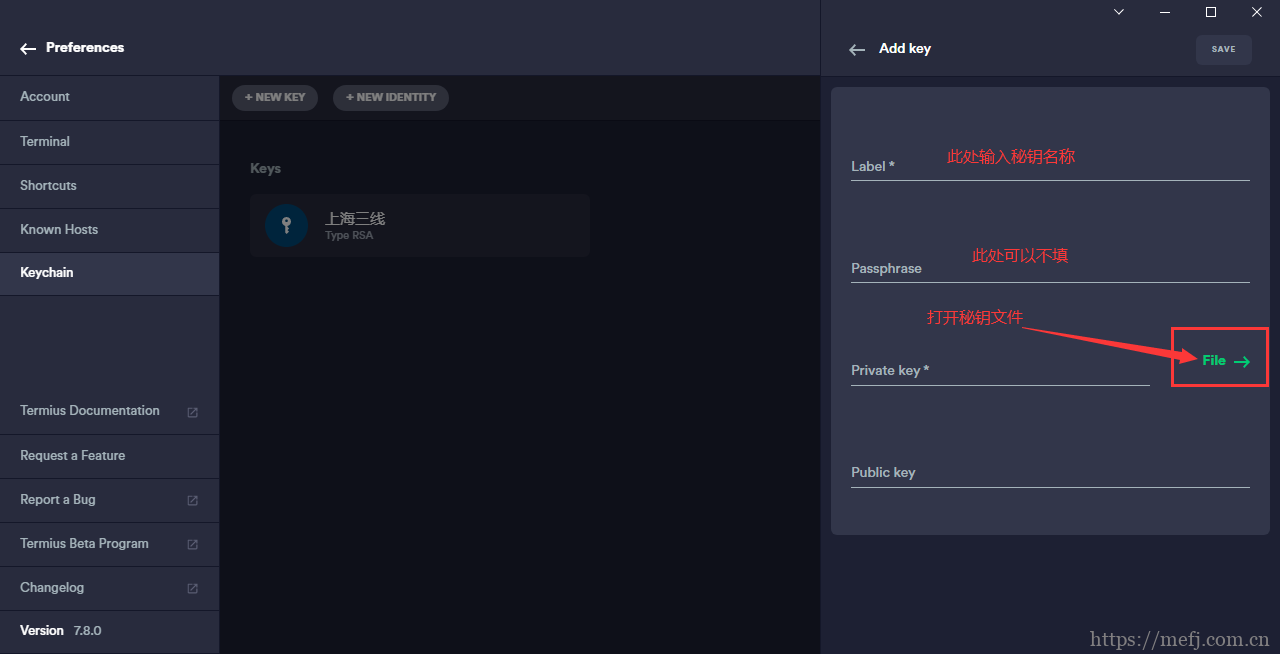 Preferences
Account
Terminal
Shortcuts
Known Hosts
Keychain
Termius Documentation
Request a Feature
Report a Bug
Termius Beta Program
Changelog
Version 7.8.0
+ NEW KEY
+ NEW IDENTITY
Keys
上海三线
Type RSA
Add key
SAVE
Label * 此处输入秘钥名称
Passphrase 此处可以不填
打开秘钥文件
Private key * File →
Public key
https://mefj.com.cn